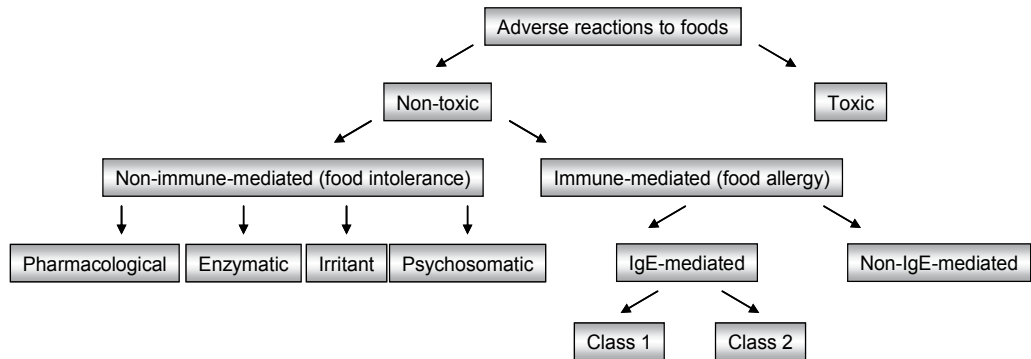 Adverse reactions to foods
Non-toxic
Toxic
Non-immune-mediated (food intolerance)
Immune-mediated (food allergy)
Pharmacological
Enzymatic
Irritant
Psychosomatic
IgE-mediated
Non-IgE-mediated
Class 1
Class 2